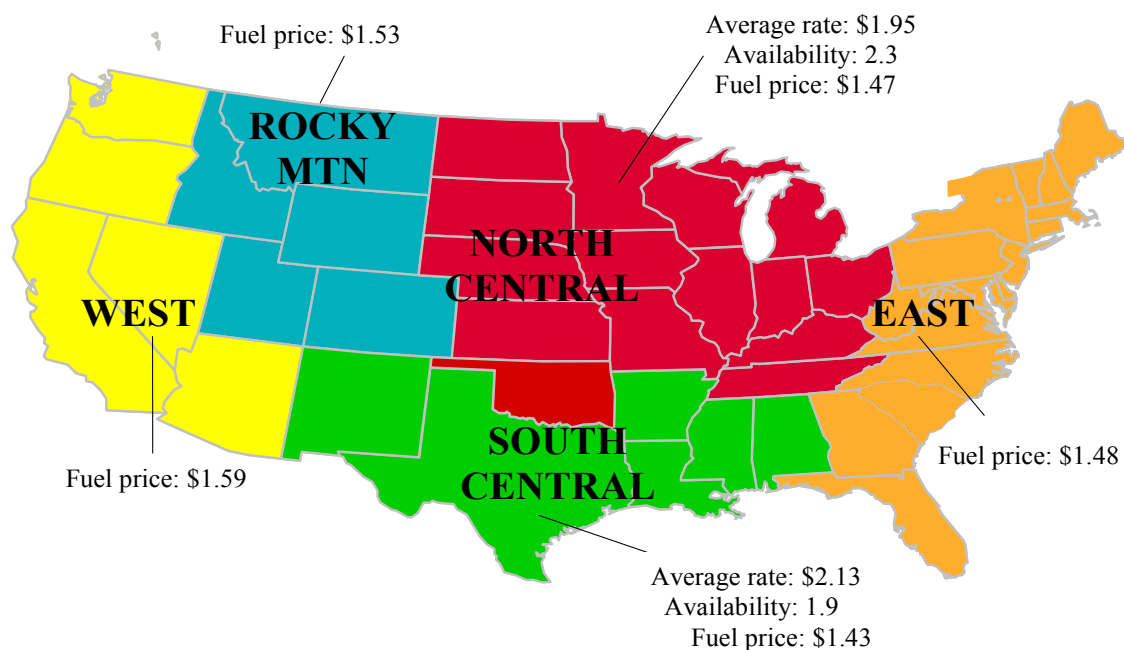 Fuel price: $1.53
Average rate: $1.95
Availability: 2.3
Fuel price: $1.47
ROCKY
MTN
NORTH
CENTRAL
WEST
EAST
SOUTH
CENTRAL
Fuel price: $1.59
Fuel price: $1.48
Average rate: $2.13
Availability: 1.9
Fuel price: $1.43